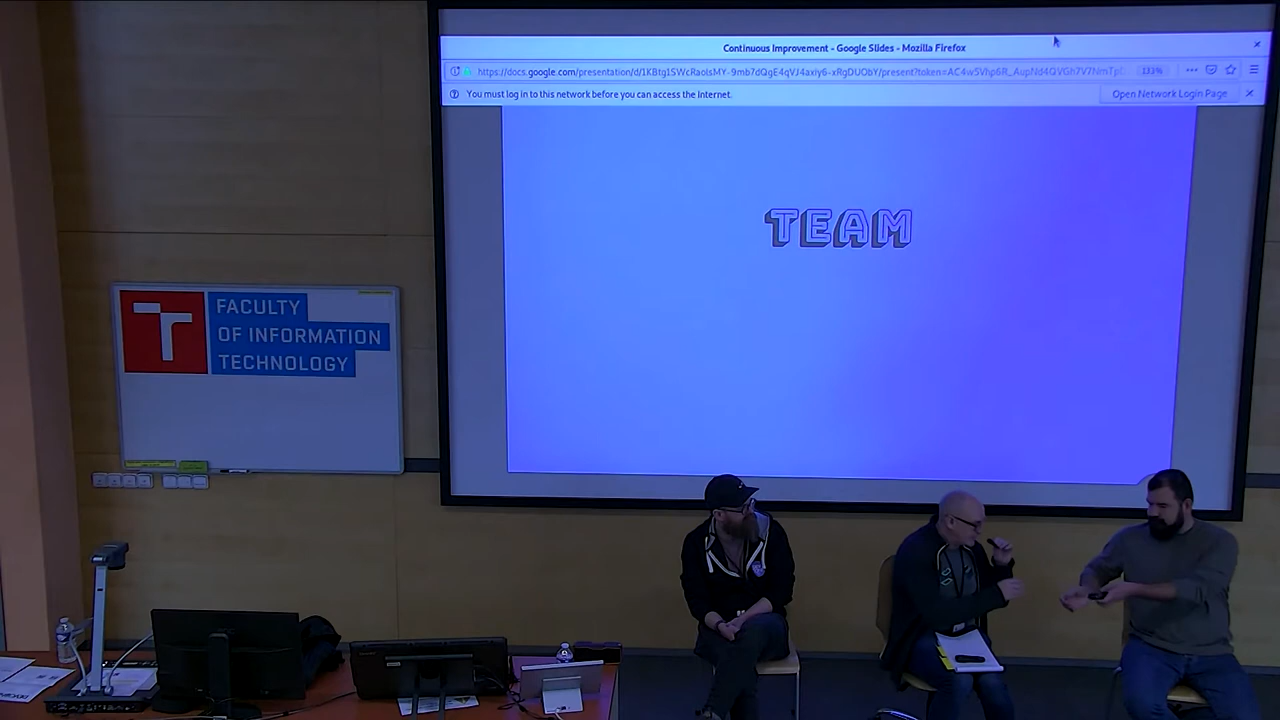 Continuous Improvement - Google Slides - Mozilla Firefox
133%
You must log in to this network before you can access the Internet.
Open Network Login Page
TEAM
FACULTY
OF INFORMATION
TECHNOLOGY